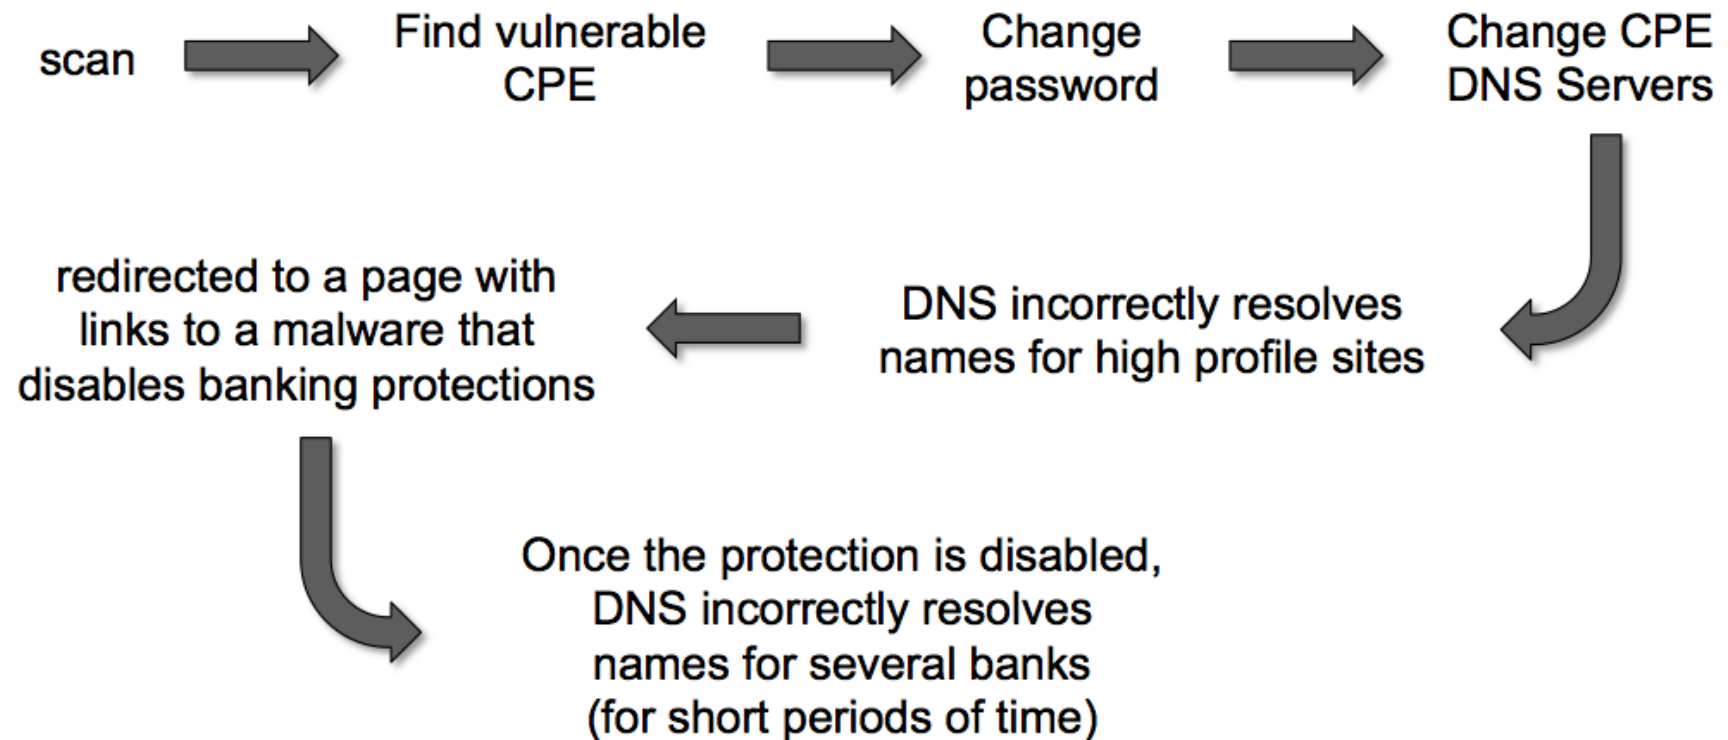 scan
Find vulnerable
CPE
Change
password
Change CPE
DNS Servers
DNS incorrectly resolves
names for high profile sites
redirected to a page with
links to a malware that
disables banking protections
Once the protection is disabled,
DNS incorrectly resolves
names for several banks
(for short periods of time)